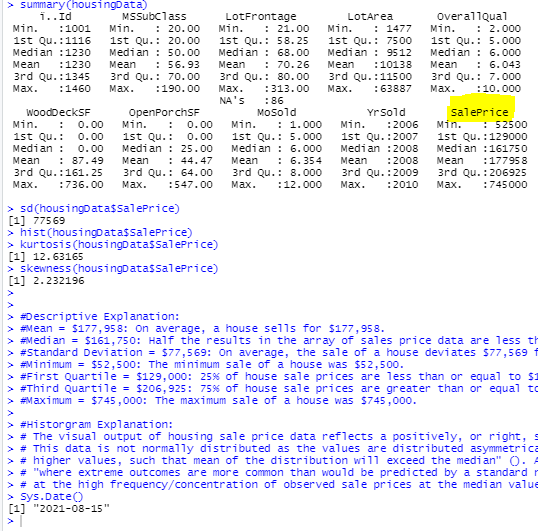 > summary(housingData)
ï..Id MSSubClass LotFrontage LotArea OverallQual
Min. :1001 Min. : 20.00 Min. : 21.00 Min. : 1477 Min. : 2.000
1st Qu.:1116 1st Qu.: 20.00 1st Qu.: 58.25 1st Qu.: 7500 1st Qu.: 5.000
Median :1230 Median : 50.00 Median : 68.00 Median : 9512 Median : 6.000
Mean :1230 Mean : 56.93 Mean : 70.26 Mean :10138 Mean : 6.043
3rd Qu.:1345 3rd Qu.: 70.00 3rd Qu.: 80.00 3rd Qu.:11500 3rd Qu.: 7.000
Max. :1460 Max. :190.00 Max. :313.00 Max. :63887 Max. :10.000
NA's :86
WoodDeckSF OpenPorchSF MoSold YrSold SalePrice
Min. : 0.00 Min. : 0.00 Min. : 1.000 Min. :2006 Min. : 52500
1st Qu.: 0.00 1st Qu.: 0.00 1st Qu.: 5.000 1st Qu.:2007 1st Qu.:129000
Median : 0.00 Median : 25.00 Median : 6.000 Median :2008 Median :161750
Mean : 87.49 Mean : 44.47 Mean : 6.354 Mean :2008 Mean :177958
3rd Qu.:161.25 3rd Qu.: 64.00 3rd Qu.: 8.000 3rd Qu.:2009 3rd Qu.:206925
Max. :736.00 Max. :547.00 Max. :12.000 Max. :2010 Max. :745000
> sd(housingData$SalePrice)
[1] 77569
> hist(housingData$SalePrice)
> kurtosis(housingData$SalePrice)
[1] 12.63165
> skewness(housingData$SalePrice)
[1] 2.232196
>
>
> #Descriptive Explanation:
> #Mean = $177,958: On average, a house sells for $177,958.
> #Median = $161,750: Half the results in the array of sales price data are less th
> #Standard Deviation = $77,569: On average, the sale of a house deviates $77,569 f
> #Minimum = $52,500: The minimum sale of a house was $52,500.
> #First Quartile = $129,000: 25% of house sale prices are less than or equal to $1
> #Third Quartile = $206,925: 75% of house sale prices are greater than or equal to
> #Maximum = $745,000: The maximum sale of a house was $745,000.
>
> #Historgram Explanation:
> # The visual output of housing sale price data reflects a positively, or right, s
> # This data is not normally distributed as the values are distributed asymmetrica
> # higher values, such that mean of the distribution will exceed the median" (). A
> # "where extreme outcomes are more common than would be predicted by a standard n
> # at the high frequency/concentration of observed sale prices at the median value
> Sys.Date()
[1] "2021-08-15"
>